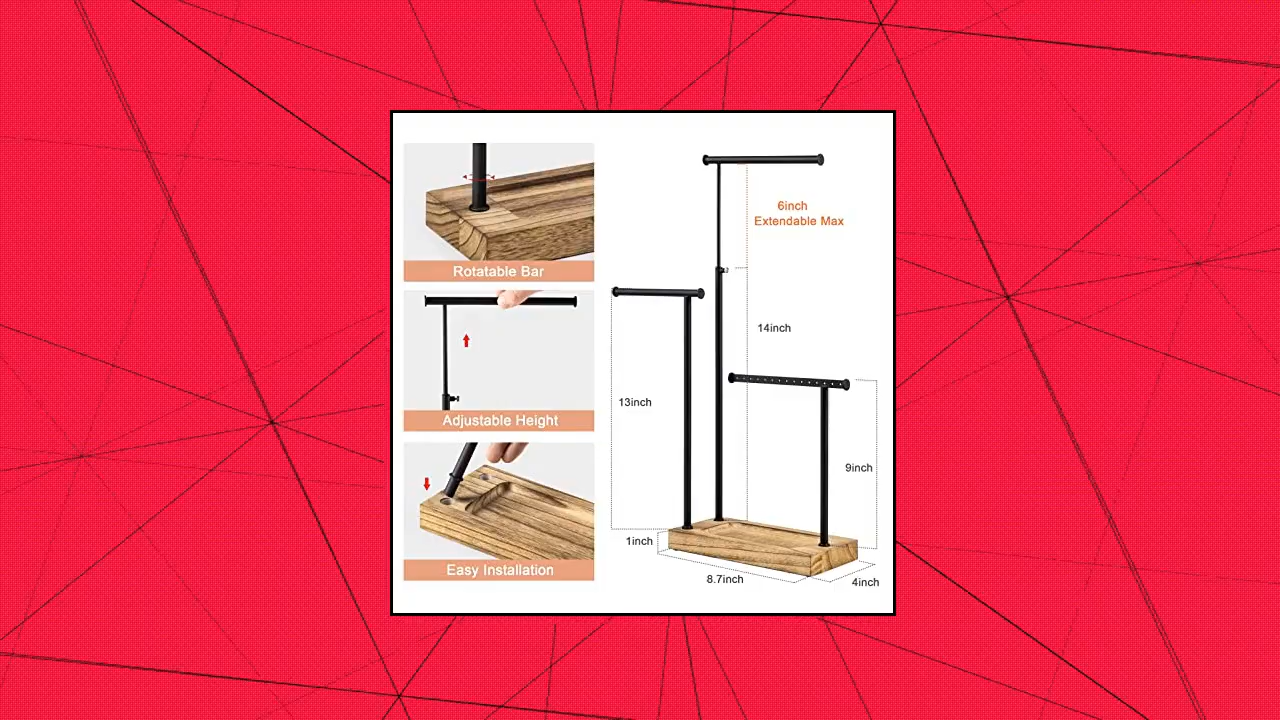 Rotatable Bar
Adjustable Height
Easy Installation
6inch
Extendable Max
14inch
13inch
9inch
1inch
8.7inch
4inch